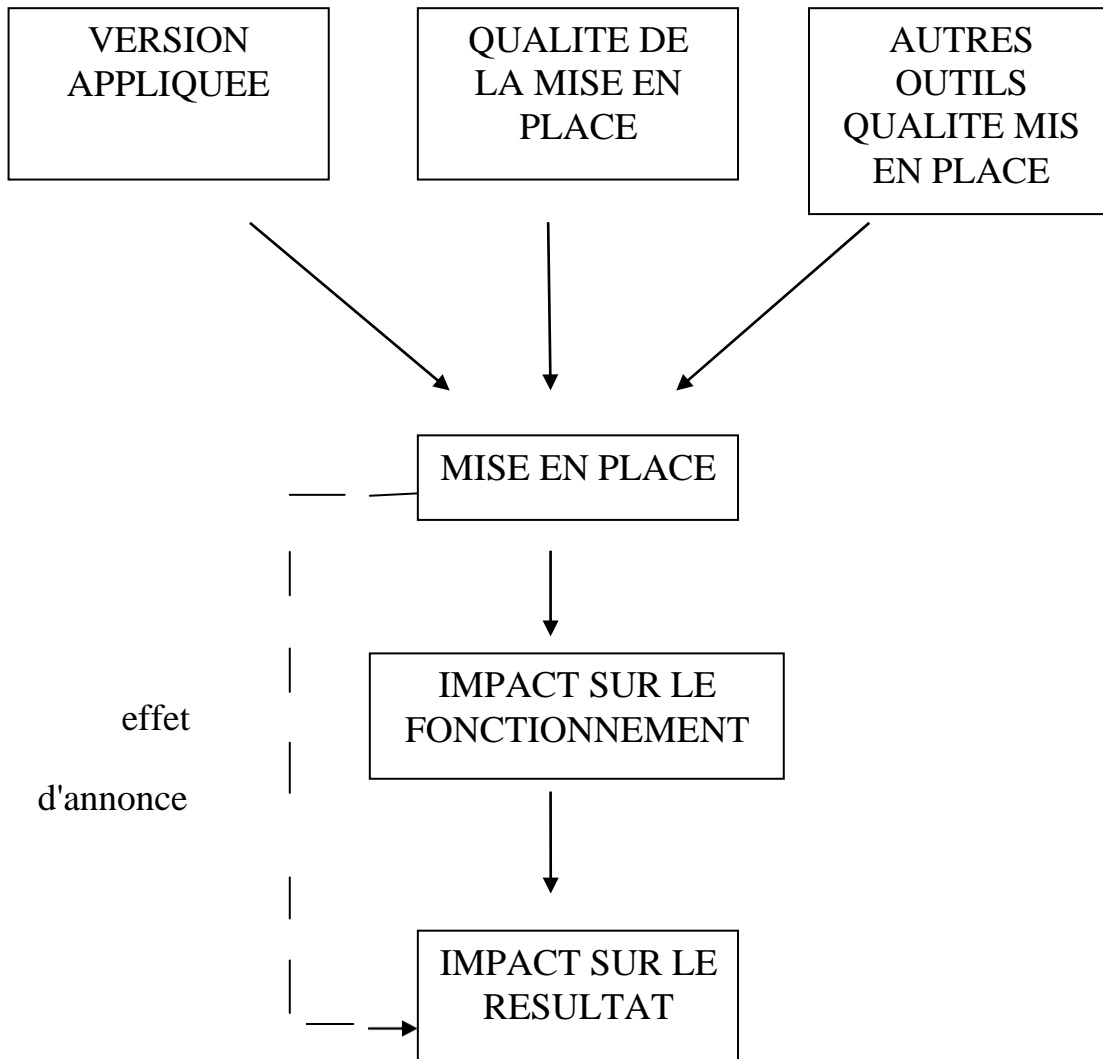 VERSION
APPLIQUEE
QUALITE DE
LA MISE EN
PLACE
AUTRES
OUTILS
QUALITE MIS
EN PLACE
MISE EN PLACE
IMPACT SUR LE
FONCTIONNEMENT
effet
d'annonce
IMPACT SUR LE
RESULTAT